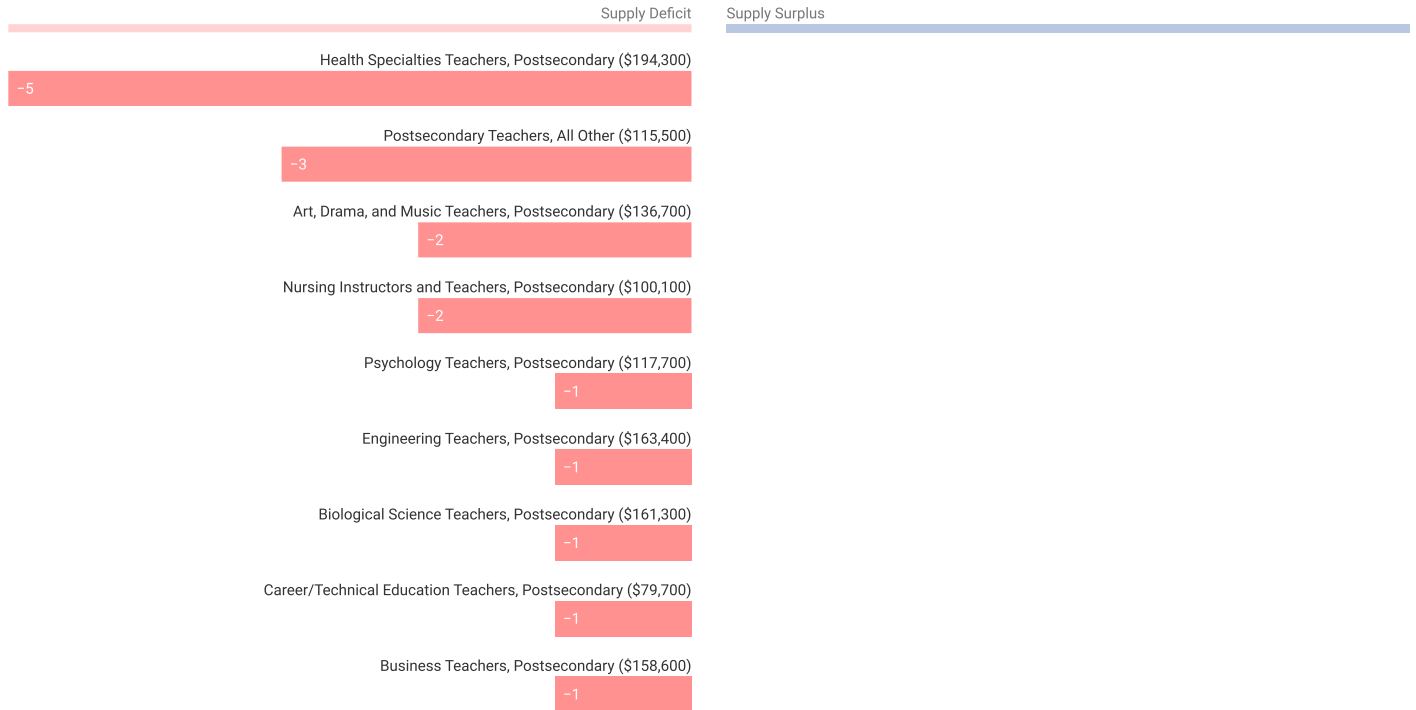 Supply Deficit
Supply Surplus
Health Specialties Teachers, Postsecondary ($194,300)
−5
Postsecondary Teachers, All Other ($115,500)
−3
Art, Drama, and Music Teachers, Postsecondary ($136,700)
−2
Nursing Instructors and Teachers, Postsecondary ($100,100)
−2
Psychology Teachers, Postsecondary ($117,700)
−1
Engineering Teachers, Postsecondary ($163,400)
−1
Biological Science Teachers, Postsecondary ($161,300)
−1
Career/Technical Education Teachers, Postsecondary ($79,700)
−1
Business Teachers, Postsecondary ($158,600)
−1